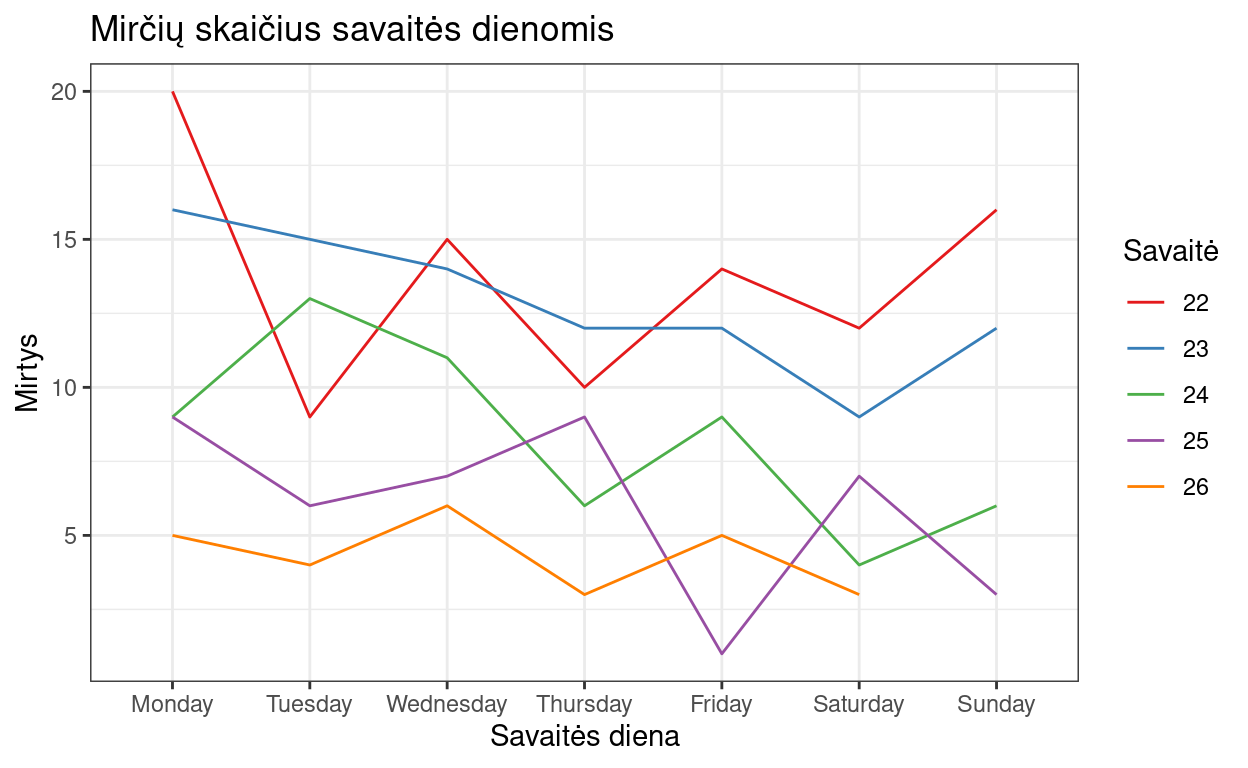 Mirčių skaičius savaitės dienomis
20
15
10
5
Mirtys
Monday Tuesday Wednesday Thursday Friday Saturday Sunday
Savaitės diena
Savaitė
22
23
24
25
26